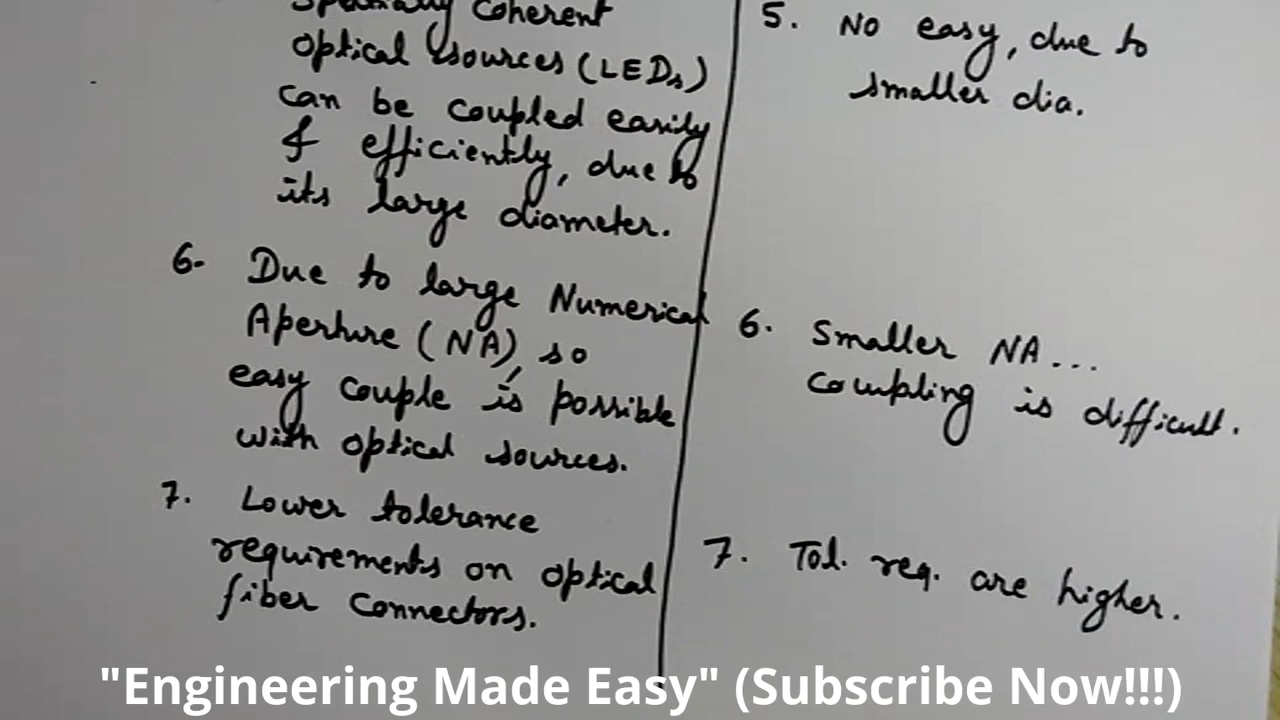 Coherent
optical sources (LEDs)
can be coupled easily
& efficiently, due to
its large diameter.
6. Due to large Numerical
Aperture (NA), so
easy couple is possible
with optical sources.
7. Lower tolerance
requirements on optical
fiber connectors.
5. No easy, due to
smaller dia.
6. Smaller NA...
coupling is difficult.
7. Tol. req. are higher.
"Engineering Made Easy" (Subscribe Now!!!)